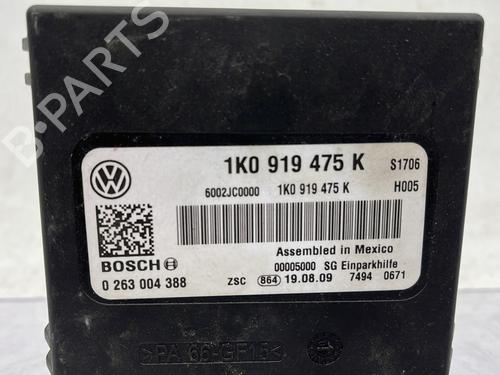 B-PARTS
1K0 919 475 K S1706
6002JC0000 1K0 919 475 K H005
Assembled in Mexico
BOSCH 00005000 SG Einparkhilfe
0 263 004 388 ZSC 864 19.08.09 7494 0671
>PA 66-GF15<